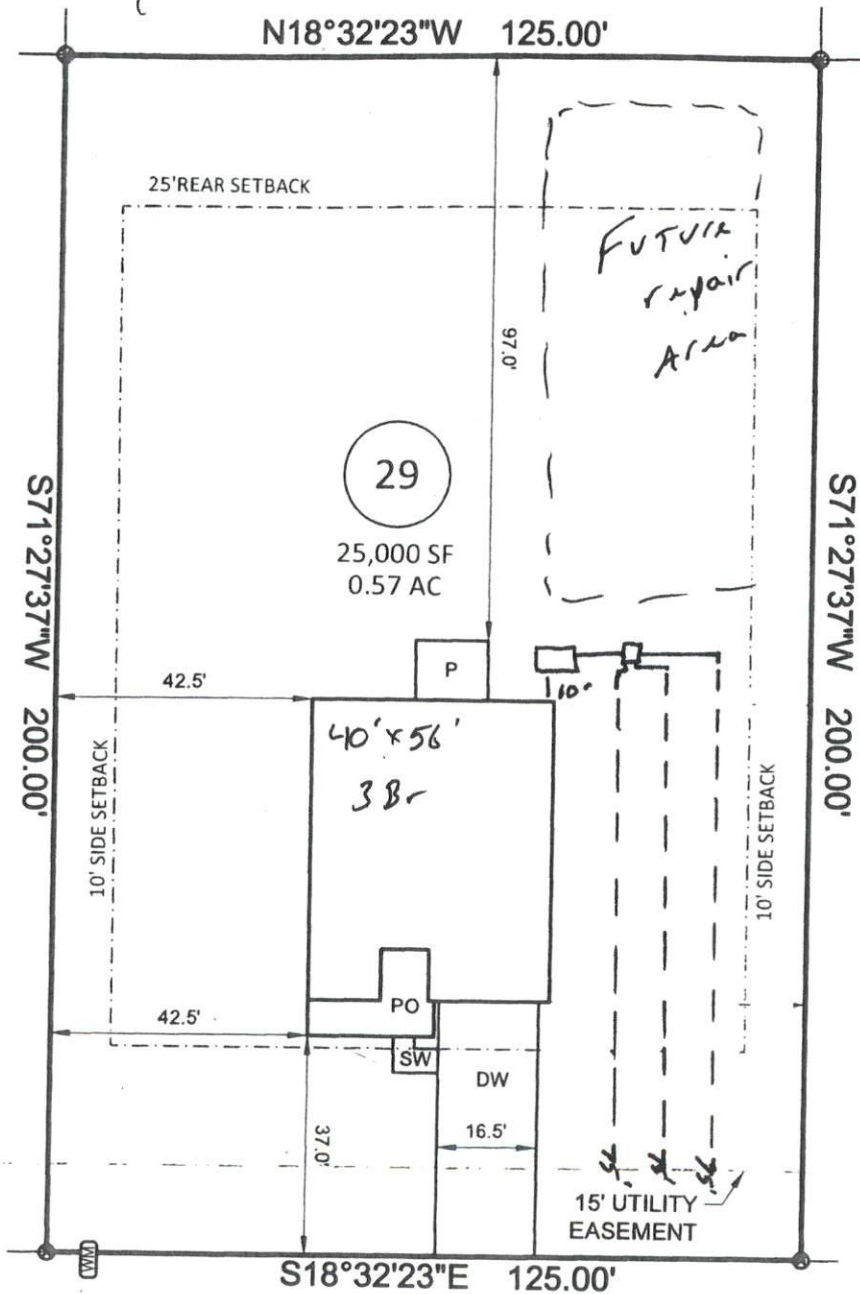 N18°32'23"W 125.00'
25'REAR SETBACK
FUTURE
repair
Area
97.0'
29
25,000 SF
0.57 AC
S71°27'37"W 200.00'
S71°27'37"W 200.00'
42.5'
P
10'
40' x 56'
3 Br
10' SIDE SETBACK
10' SIDE SETBACK
42.5'
PO
SW
DW
37.0'
16.5'
15' UTILITY
EASEMENT
WM
S18°32'23"E 125.00'